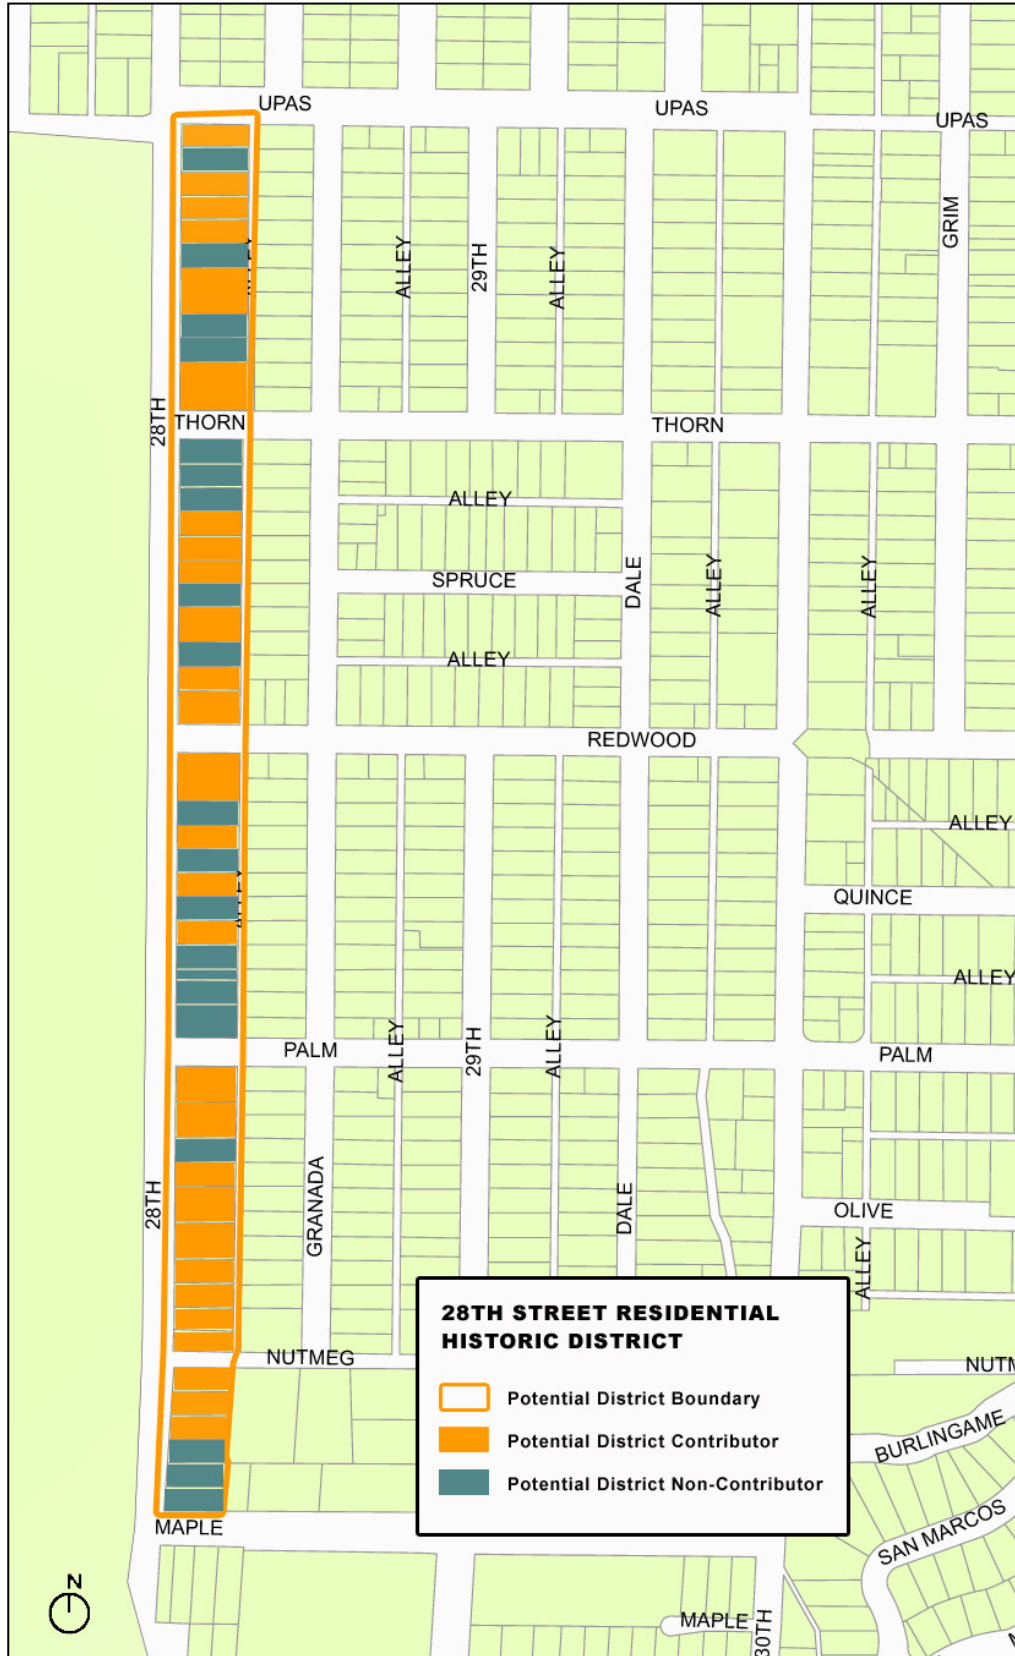 UPAS
UPAS
UPAS
GRIM
ALLEY
29TH
ALLEY
28TH
THORN
THORN
ALLEY
SPRUCE
DALE
ALLEY
ALLEY
ALLEY
REDWOOD
ALLEY
QUINCE
ALLEY
PALM
ALLEY
29TH
ALLEY
PALM
28TH
GRANADA
DALE
OLIVE
ALLEY
28TH STREET RESIDENTIAL
HISTORIC DISTRICT
NUTMEG
NUTM
Potential District Boundary
Potential District Contributor
Potential District Non-Contributor
BURLINGAME
SAN MARCOS
MAPLE
N
MAPLE
30TH